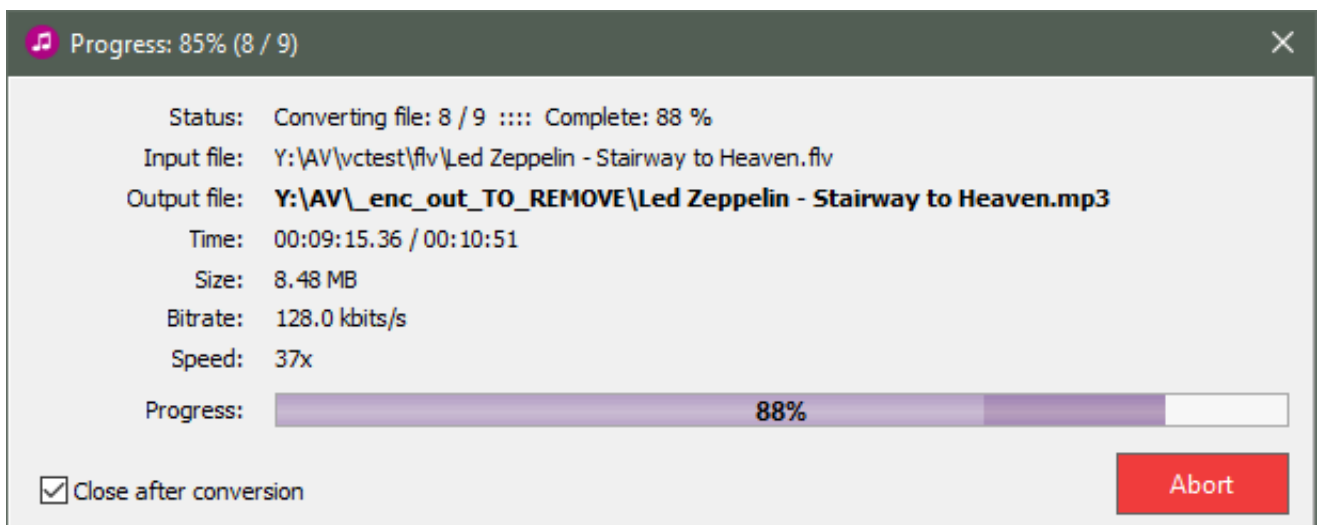 Progress: 85% (8 / 9)
Status: Converting file: 8 / 9 :::: Complete: 88 %
Input file: Y:\AV\vctest\flv\Led Zeppelin - Stairway to Heaven.flv
Output file: Y:\AV\_enc_out_TO_REMOVE\Led Zeppelin - Stairway to Heaven.mp3
Time: 00:09:15.36 / 00:10:51
Size: 8.48 MB
Bitrate: 128.0 kbits/s
Speed: 37x
Progress: 88%
Close after conversion
Abort